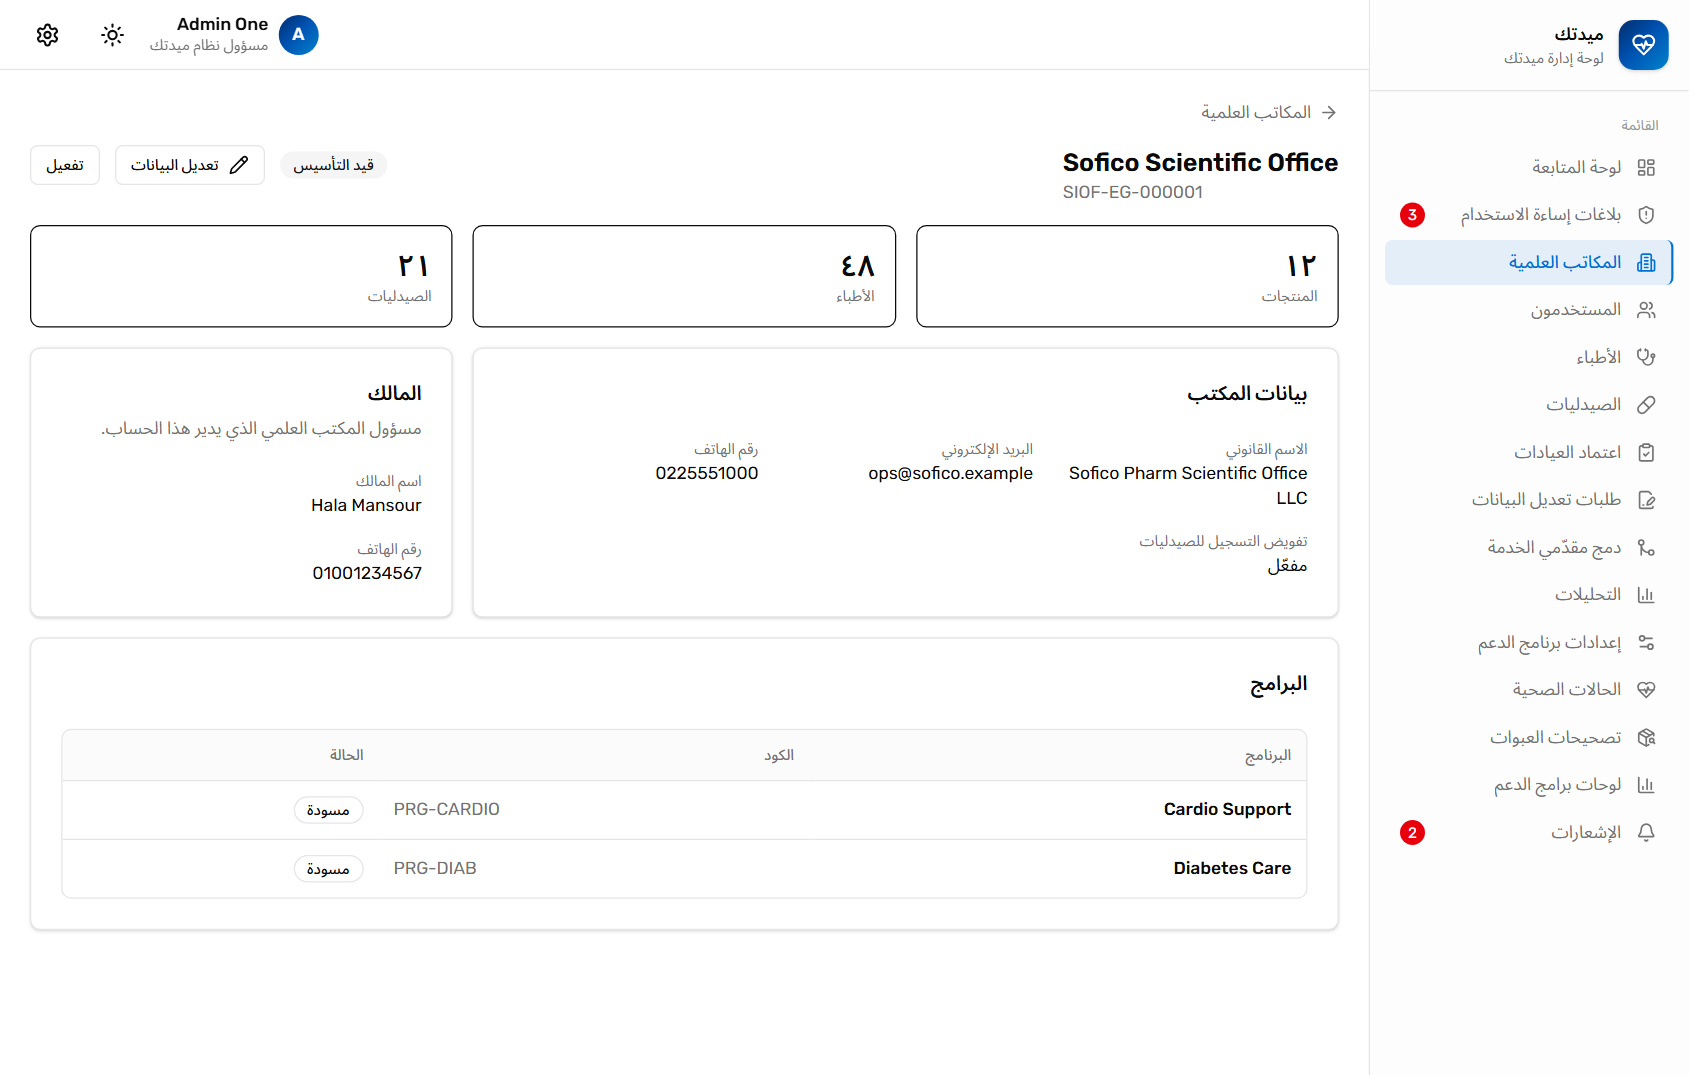 ميدتك
لوحة إدارة ميدتك
القائمة
لوحة المتابعة
بلاغات إساءة الاستخدام
3
المكاتب العلمية
المستخدمون
الأطباء
الصيدليات
اعتماد العيادات
طلبات تعديل البيانات
دمج مقدّمي الخدمة
التحليلات
إعدادات برنامج الدعم
الحالات الصحية
تصحيحات العبوات
لوحات برامج الدعم
الإشعارات
2
A
Admin One
مسؤول نظام ميدتك
المكاتب العلمية
Sofico Scientific Office
SIOF-EG-000001
قيد التأسيس
تعديل البيانات
تفعيل
١٢
المنتجات
٤٨
الأطباء
٢١
الصيدليات
بيانات المكتب
الاسم القانوني
Sofico Pharm Scientific Office
LLC
البريد الإلكتروني
ops@sofico.example
رقم الهاتف
0225551000
تفويض التسجيل للصيدليات
مفعّل
المالك
مسؤول المكتب العلمي الذي يدير هذا الحساب.
اسم المالك
Hala Mansour
رقم الهاتف
01001234567
البرامج
البرنامج الكود الحالة
Cardio Support PRG-CARDIO مسودة
Diabetes Care PRG-DIAB مسودة